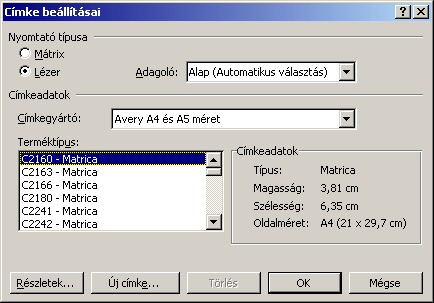 Címke beállításai
Nyomtató típusa
Mátrix
Lézer
Adagoló: Alap (Automatikus választás)
Címkeadatok
Címkegyártó: Avery A4 és A5 méret
Terméktípus:
C2160 - Matrica
C2163 - Matrica
C2166 - Matrica
C2180 - Matrica
C2241 - Matrica
C2242 - Matrica
Címkeadatok
Típus: Matrica
Magasság: 3,81 cm
Szélesség: 6,35 cm
Oldalméret: A4 (21 x 29,7 cm)
Részletek... Új címke... Törlés OK Mégse